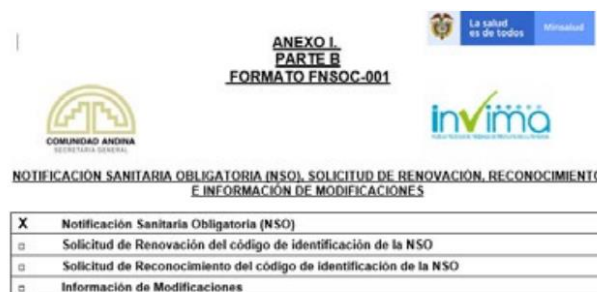 La salud
es de todos
Minsalud
ANEXO I.
PARTE B
FORMATO FNSOC-001
COMUNIDAD ANDINA
SECRETARÍA GENERAL
invima
NOTIFICACIÓN SANITARIA OBLIGATORIA (NSO), SOLICITUD DE RENOVACIÓN, RECONOCIMIENTO
E INFORMACIÓN DE MODIFICACIONES
X Notificación Sanitaria Obligatoria (NSO)
Solicitud de Renovación del código de identificación de la NSO
Solicitud de Reconocimiento del código de identificación de la NSO
Información de Modificaciones